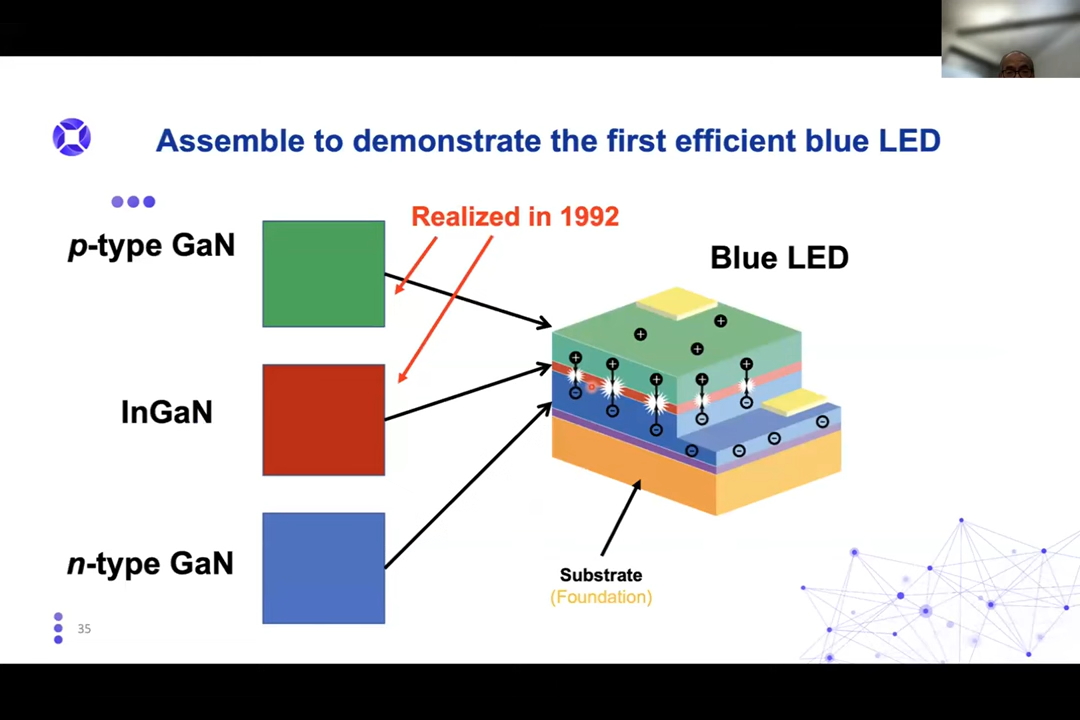 Assemble to demonstrate the first efficient blue LED
Realized in 1992
p-type GaN
Blue LED
InGaN
n-type GaN
Substrate
(Foundation)
35